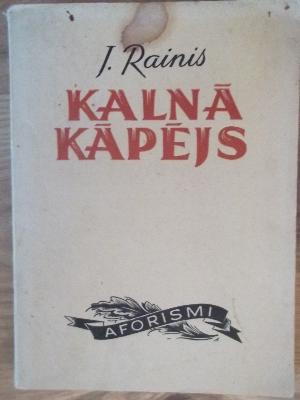 J. Rainis
KALNĀ
KĀPĒJS
AFORISMI